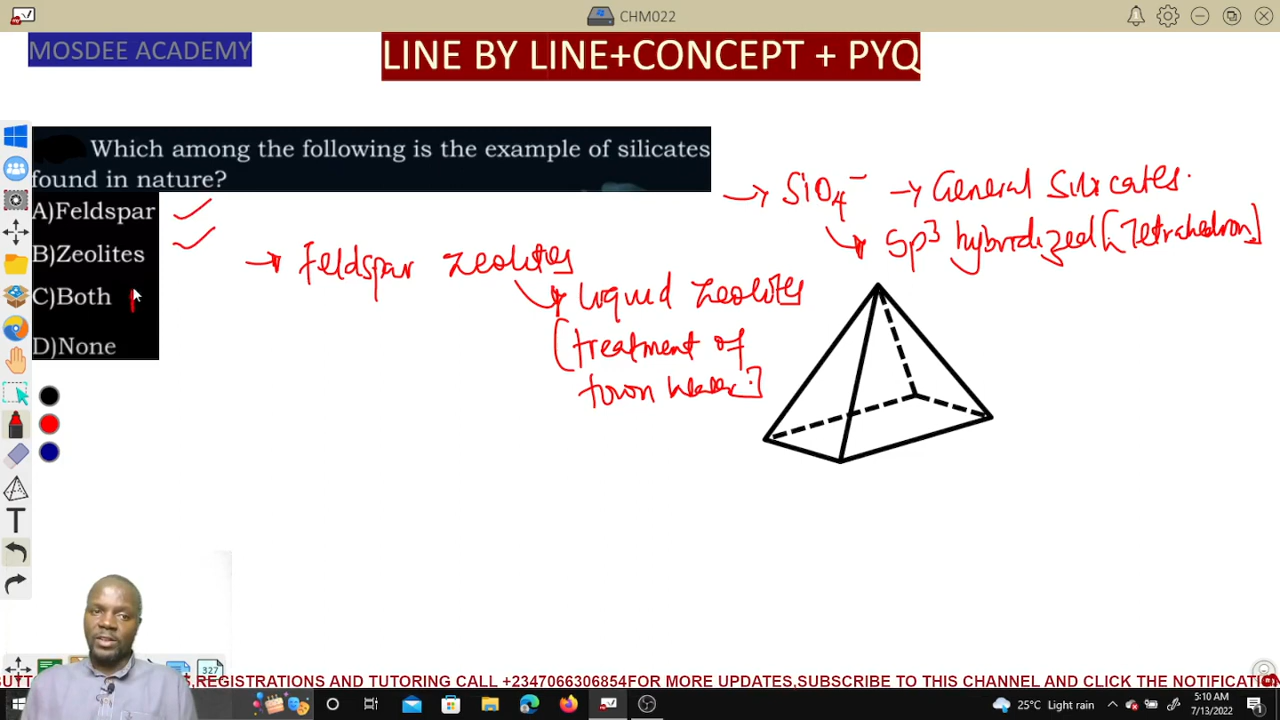 CHM022
MOSDEE ACADEMY
LINE BY LINE+CONCEPT + PYQ
Which among the following is the example of silicates
found in nature?
A)Feldspar
B)Zeolites
C)Both
D)None
→ SiO4⁻ → General Silicates.
Sp³ hybridized [Tetrahedron]
→ Feldspar Zeolites
Liquid Zeolites
[treatment of
town water.]
T
327
REGISTRATIONS AND TUTORING CALL +2347066306854FOR MORE UPDATES,SUBSCRIBE TO THIS CHANNEL AND CLICK THE NOTIFICATION
25°C Light rain
5:10 AM
7/13/2022